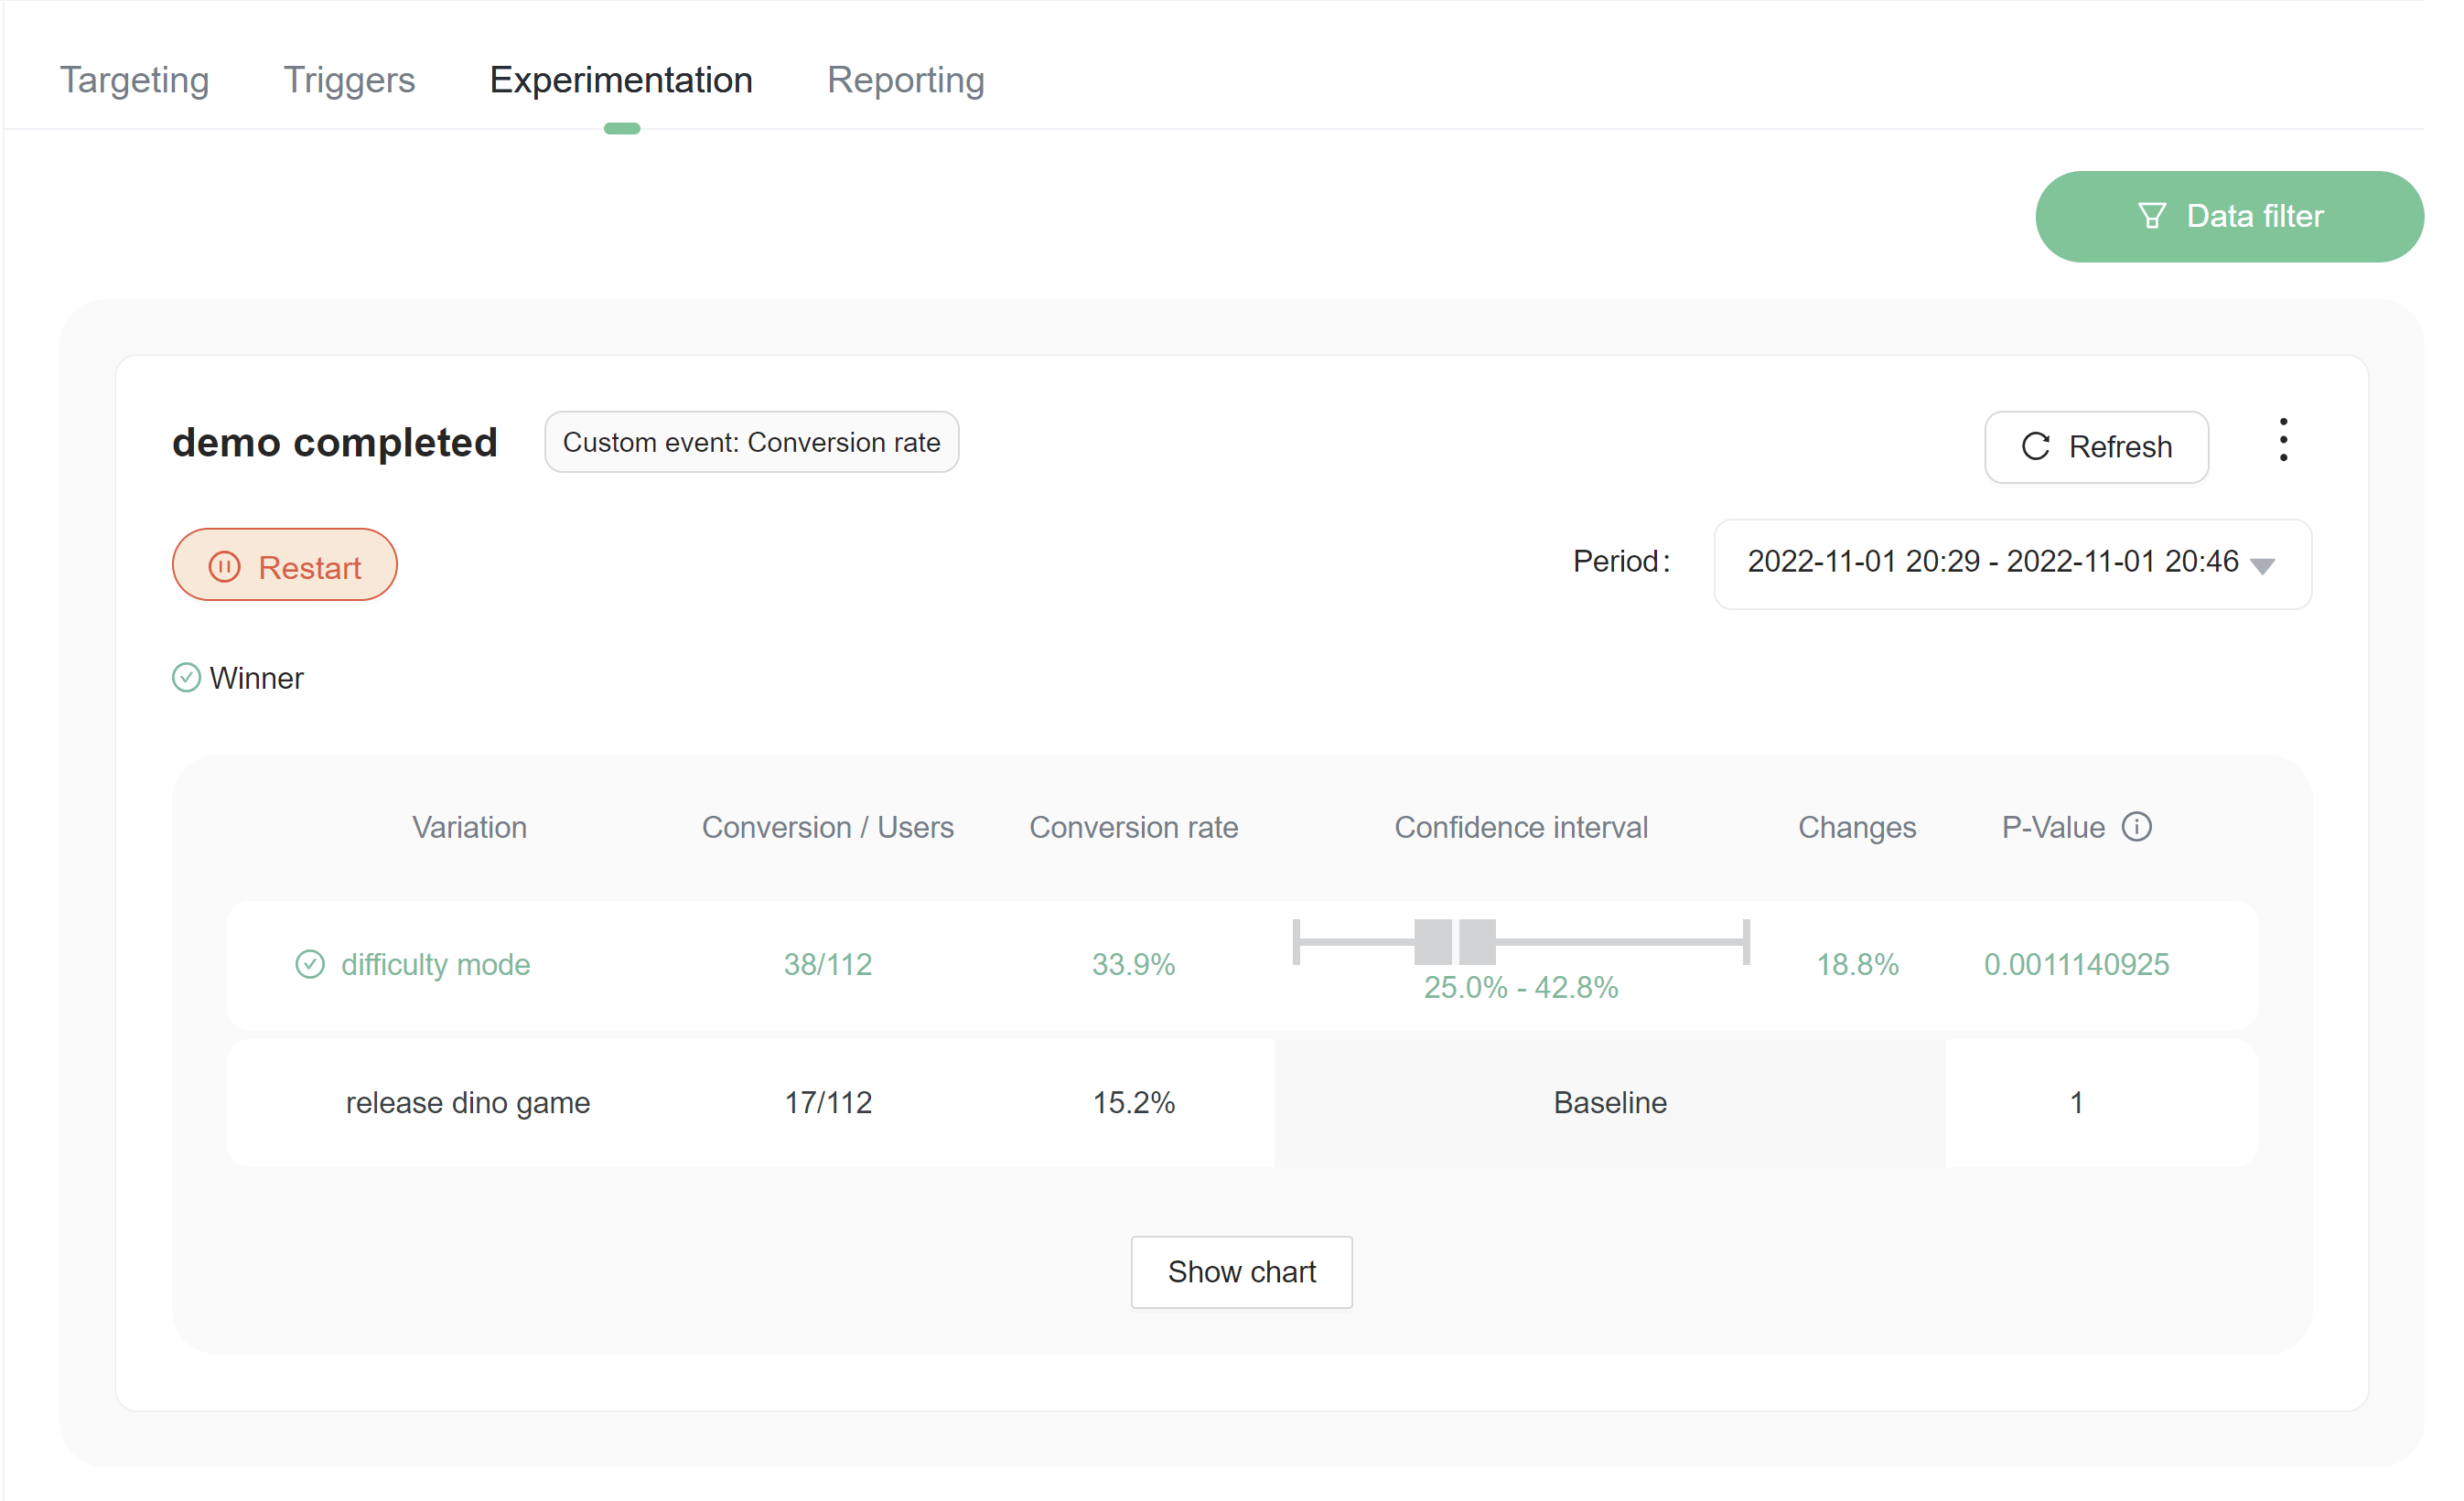 Targeting Triggers Experimentation Reporting
Data filter
demo completed Custom event: Conversion rate Refresh
Restart Period: 2022-11-01 20:29 - 2022-11-01 20:46
Winner
Variation Conversion / Users Conversion rate Confidence interval Changes P-Value
difficulty mode 38/112 33.9% 25.0% - 42.8% 18.8% 0.0011140925
release dino game 17/112 15.2% Baseline 1
Show chart